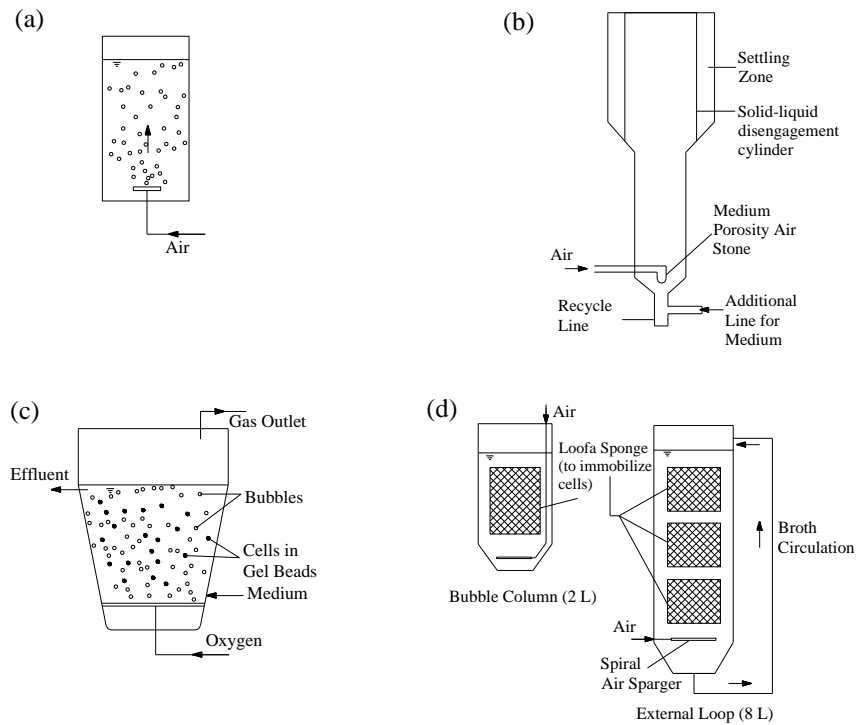 (a)
Air
(b)
Settling
Zone
Solid-liquid
disengagement
cylinder
Medium
Porosity Air
Stone
Air
Recycle
Line
Additional
Line for
Medium
(c)
Gas Outlet
Effluent
Bubbles
Cells in
Gel Beads
Medium
Oxygen
(d)
Air
Loofa Sponge
(to immobilize
cells)
Bubble Column (2 L)
Broth
Circulation
Air
Spiral
Air Sparger
External Loop (8 L)